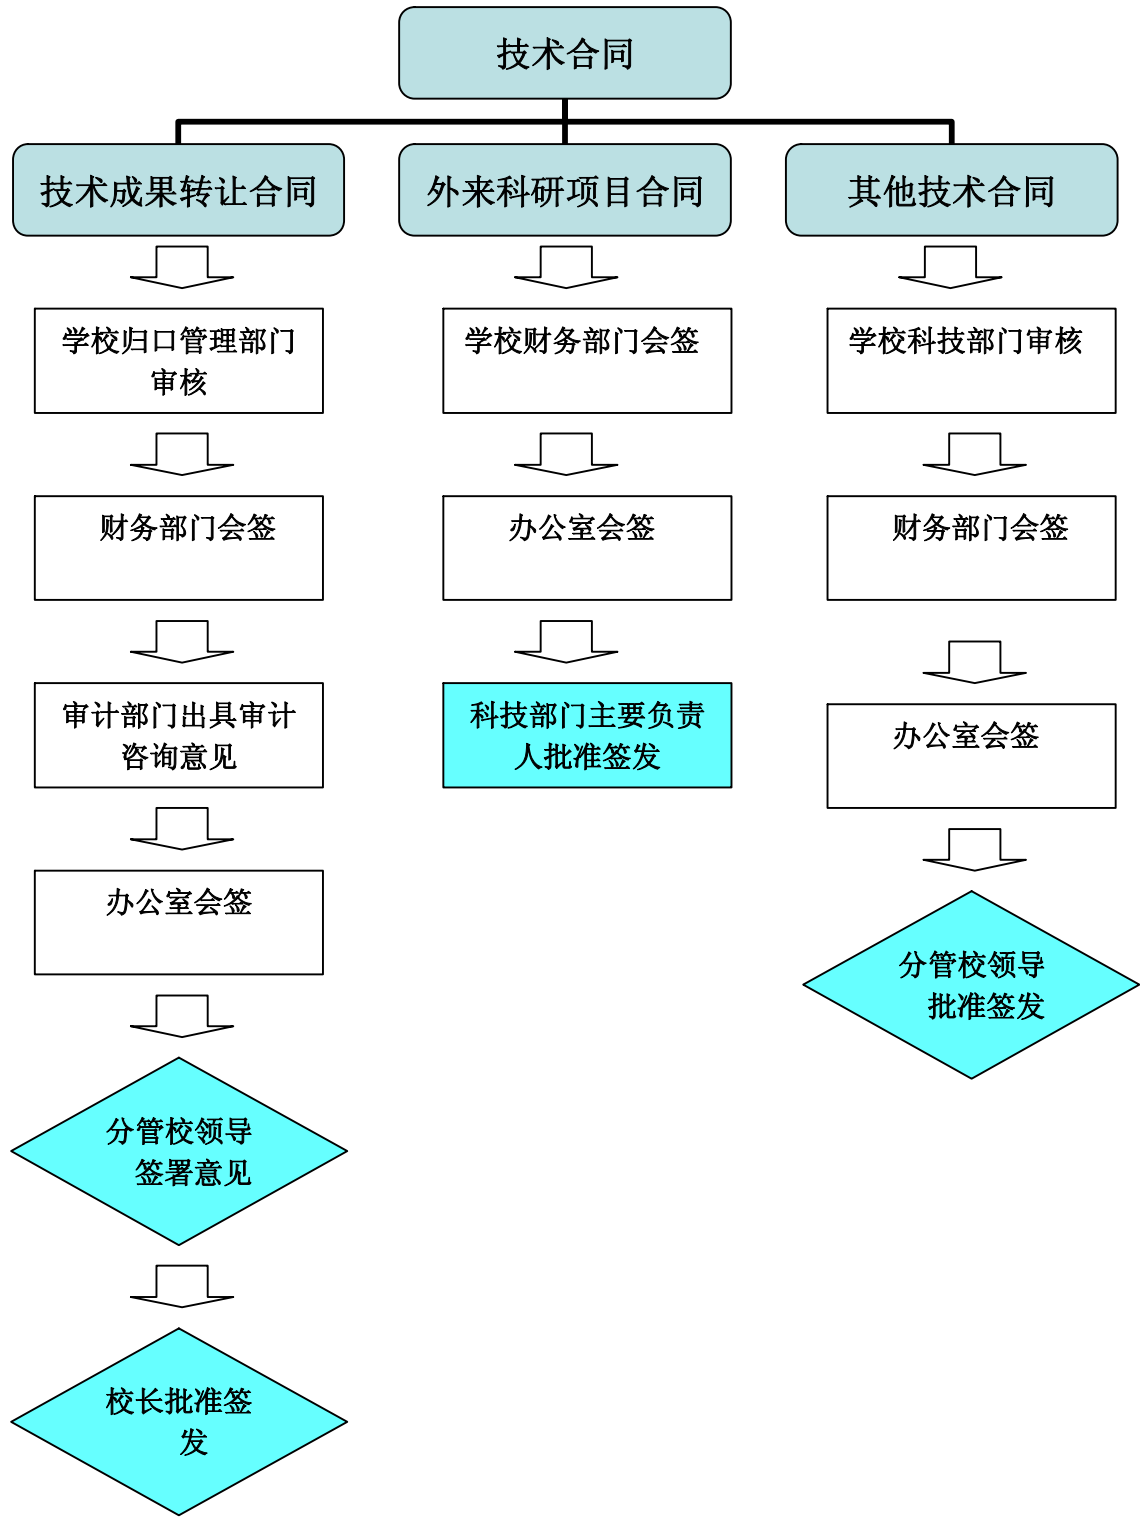 技术合同
技术成果转让合同
外来科研项目合同
其他技术合同
学校归口管理部门
审核
财务部门会签
审计部门出具审计
咨询意见
办公室会签
分管校领导
签署意见
校长批准签
发
学校财务部门会签
办公室会签
科技部门主要负责
人批准签发
学校科技部门审核
财务部门会签
办公室会签
分管校领导
批准签发